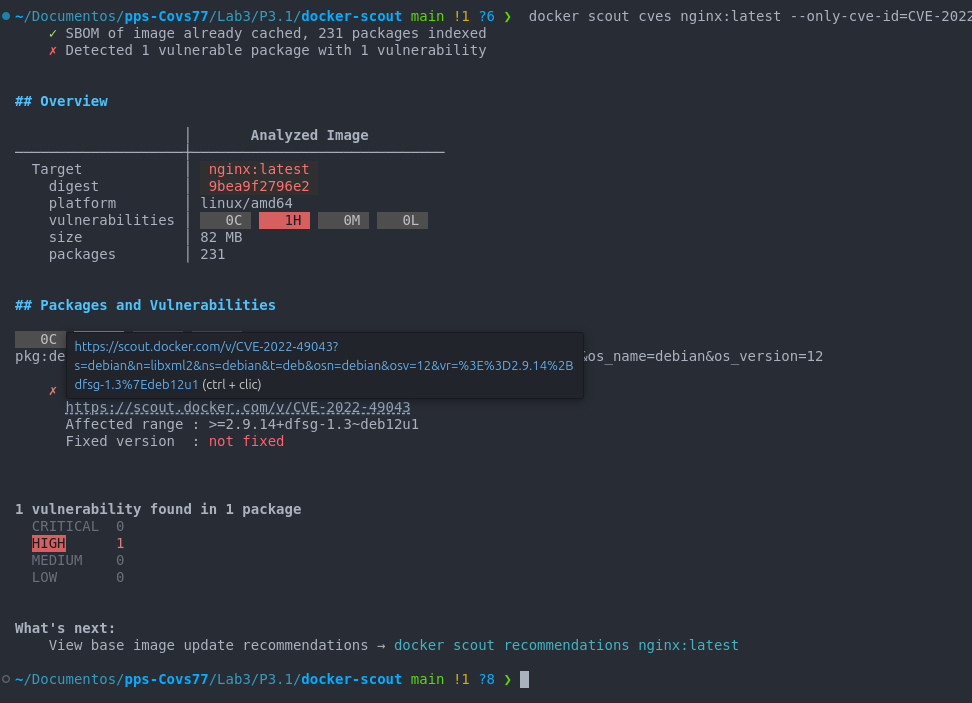 ~/Documentos/pps-Covs77/Lab3/P3.1/docker-scout main !1 ?6 ❯ docker scout cves nginx:latest --only-cve-id=CVE-2022
✓ SBOM of image already cached, 231 packages indexed
✗ Detected 1 vulnerable package with 1 vulnerability
## Overview
Analyzed Image
Target │ nginx:latest
digest │ 9bea9f2796e2
platform │ linux/amd64
vulnerabilities │ 0C 1H 0M 0L
size │ 82 MB
packages │ 231
## Packages and Vulnerabilities
0C
https://scout.docker.com/v/CVE-2022-49043?
pkg:de s=debian&n=libxml2&ns=debian&t=deb&osn=debian&osv=12&vr=%3E%3D2.9.14%2B &os_name=debian&os_version=12
✗ dfsg-1.3%7Edeb12u1 (ctrl + clic)
https://scout.docker.com/v/CVE-2022-49043
Affected range : >=2.9.14+dfsg-1.3~deb12u1
Fixed version : not fixed
1 vulnerability found in 1 package
CRITICAL 0
HIGH 1
MEDIUM 0
LOW 0
What's next:
View base image update recommendations → docker scout recommendations nginx:latest
~/Documentos/pps-Covs77/Lab3/P3.1/docker-scout main !1 ?8 ❯